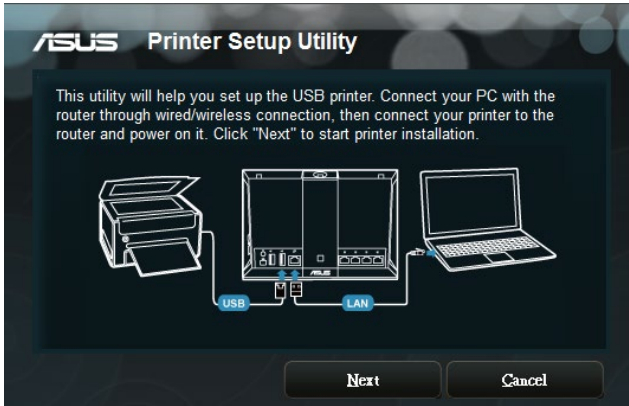 ASUS Printer Setup Utility
This utility will help you set up the USB printer. Connect your PC with the
router through wired/wireless connection, then connect your printer to the
router and power on it. Click "Next" to start printer installation.
ASUS
USB
LAN
Next
Cancel